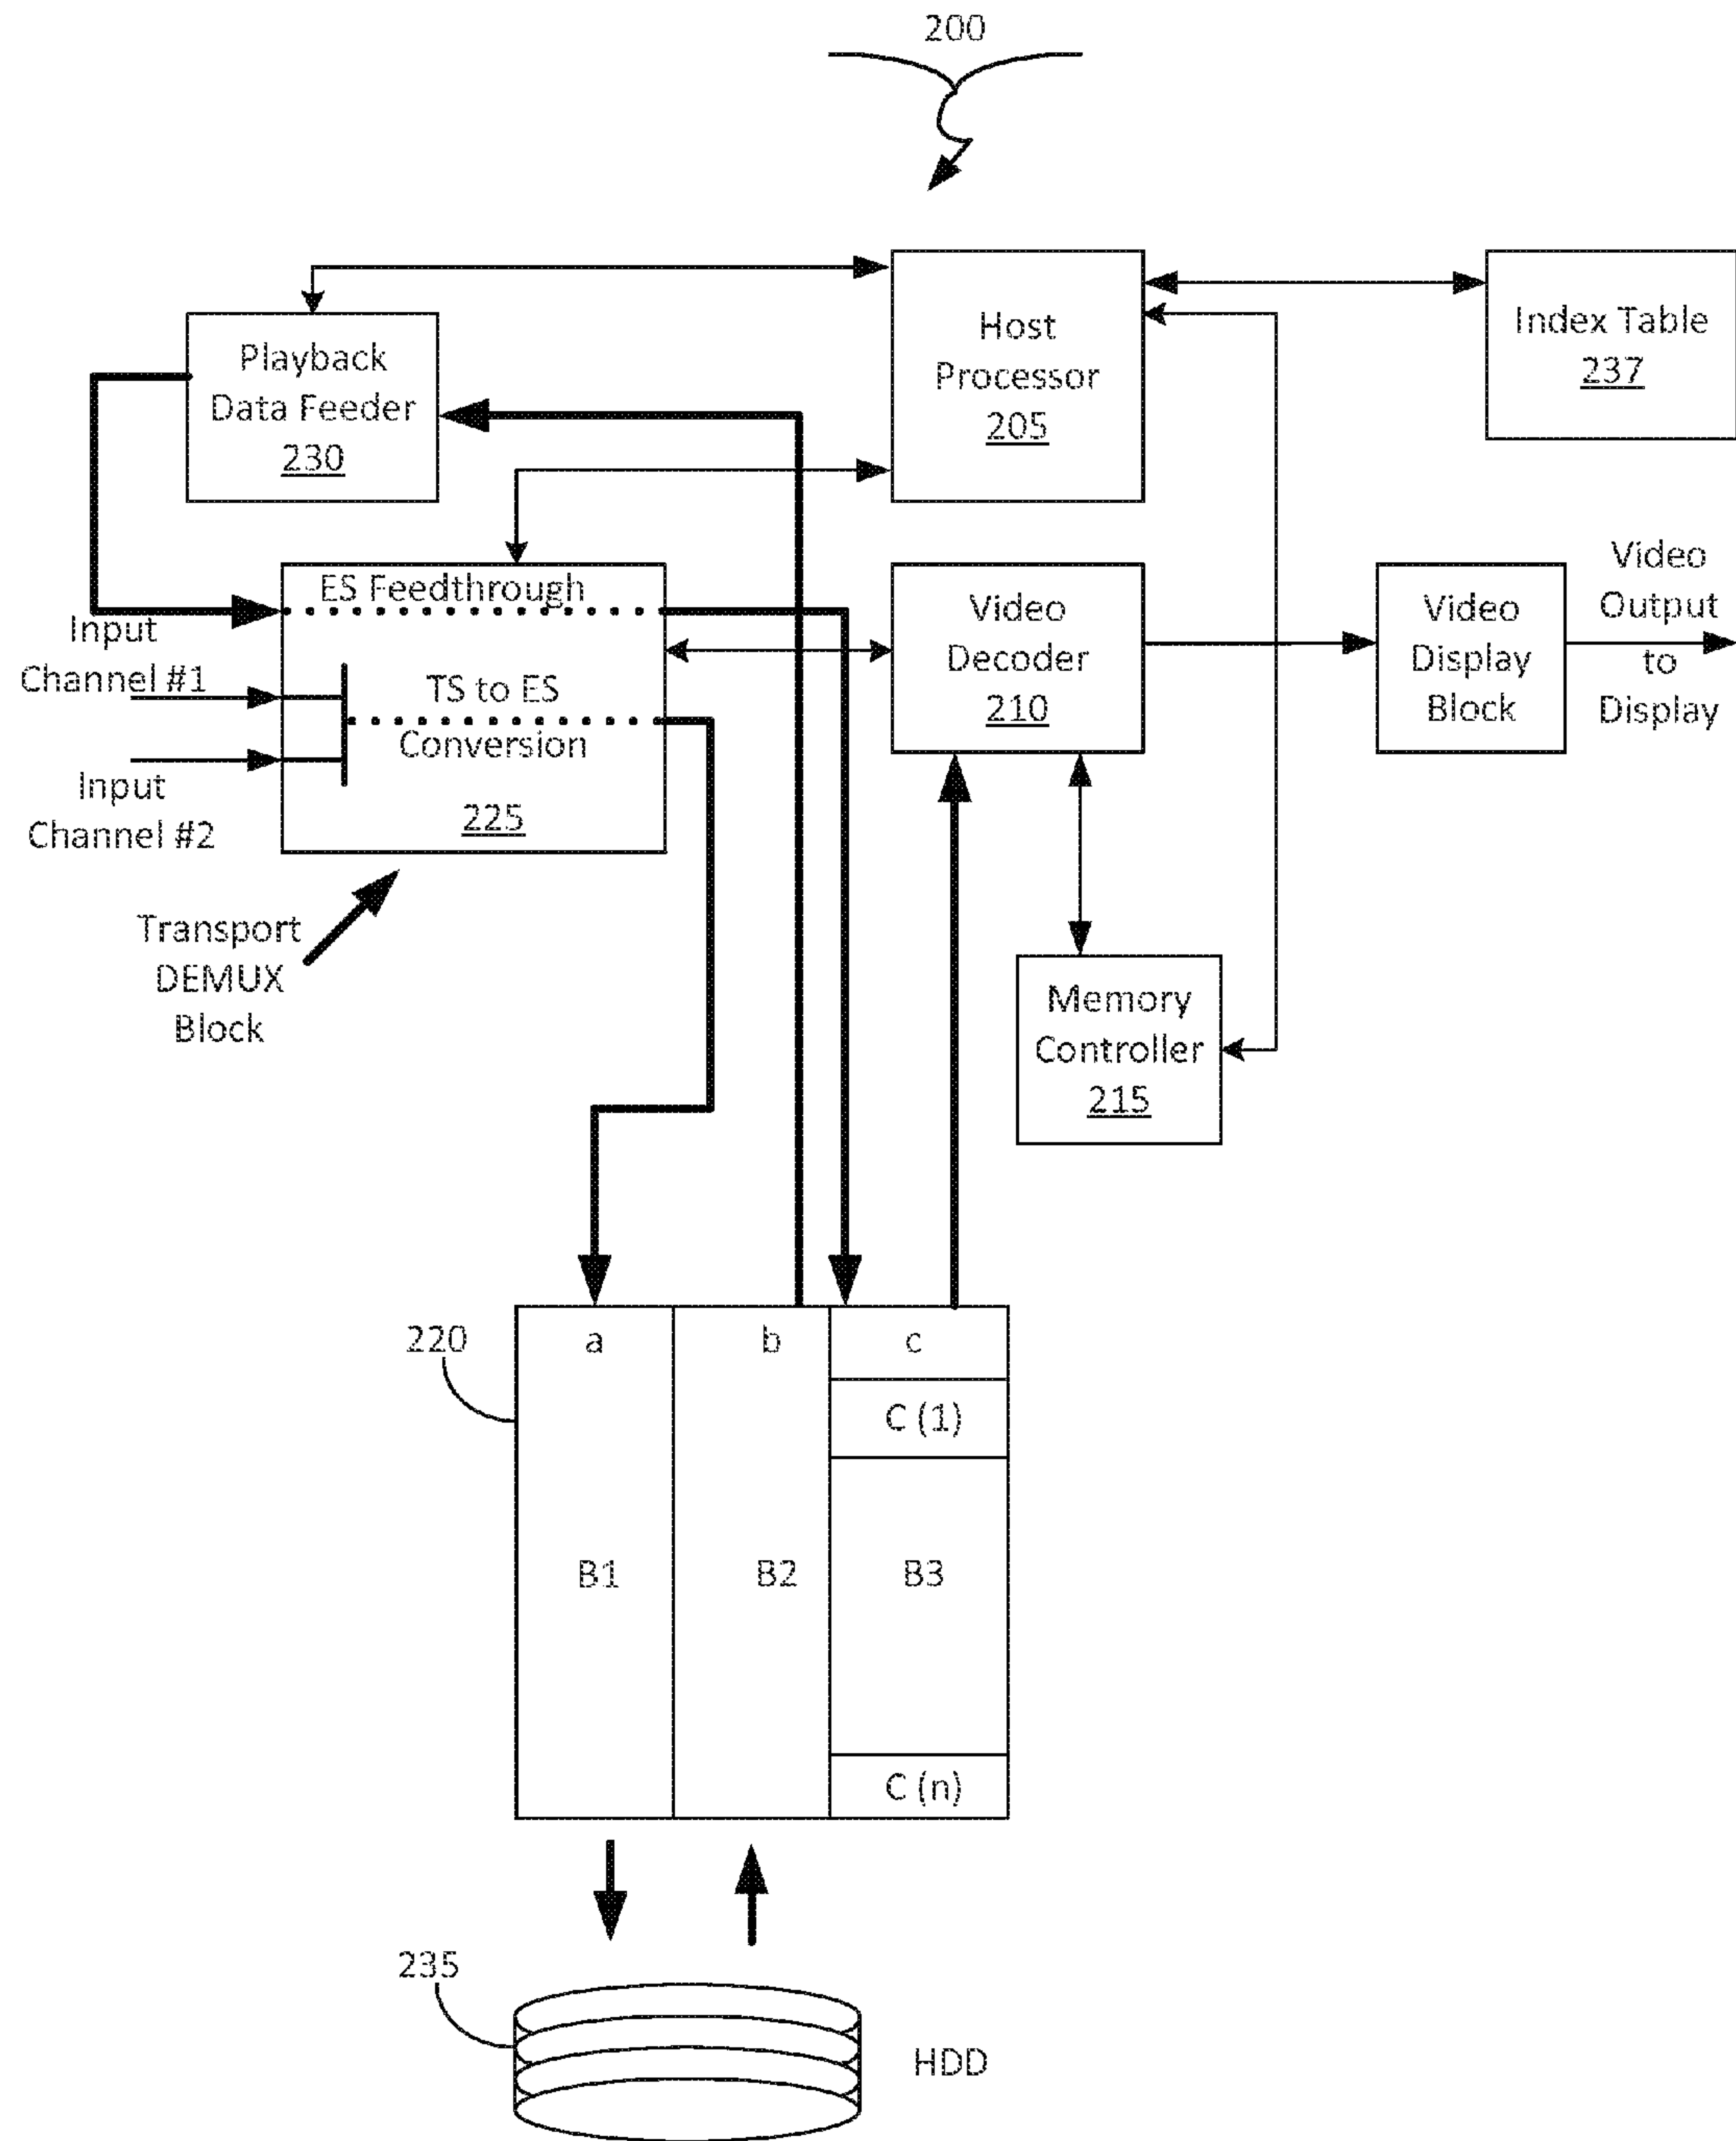 200
Playback
Data Feeder
230
Host
Processor
205
Index Table
237
ES Feedthrough
TS to ES
Conversion
225
Input
Channel #1
Input
Channel #2
Transport
DEMUX
Block
Video
Decoder
210
Video
Display
Block
Video
Output
to
Display
Memory
Controller
215
220
a
b
c
C (1)
B1
B2
B3
C (n)
235
HDD